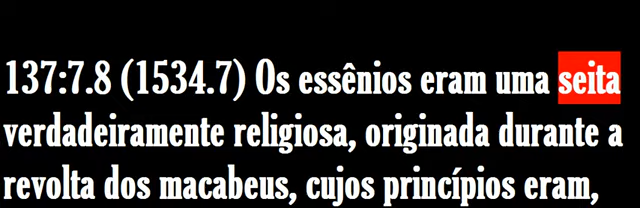 137:7.8 (1534.7) Os essênios eram uma seita
verdadeiramente religiosa, originada durante a
revolta dos macabeus, cujos princípios eram,